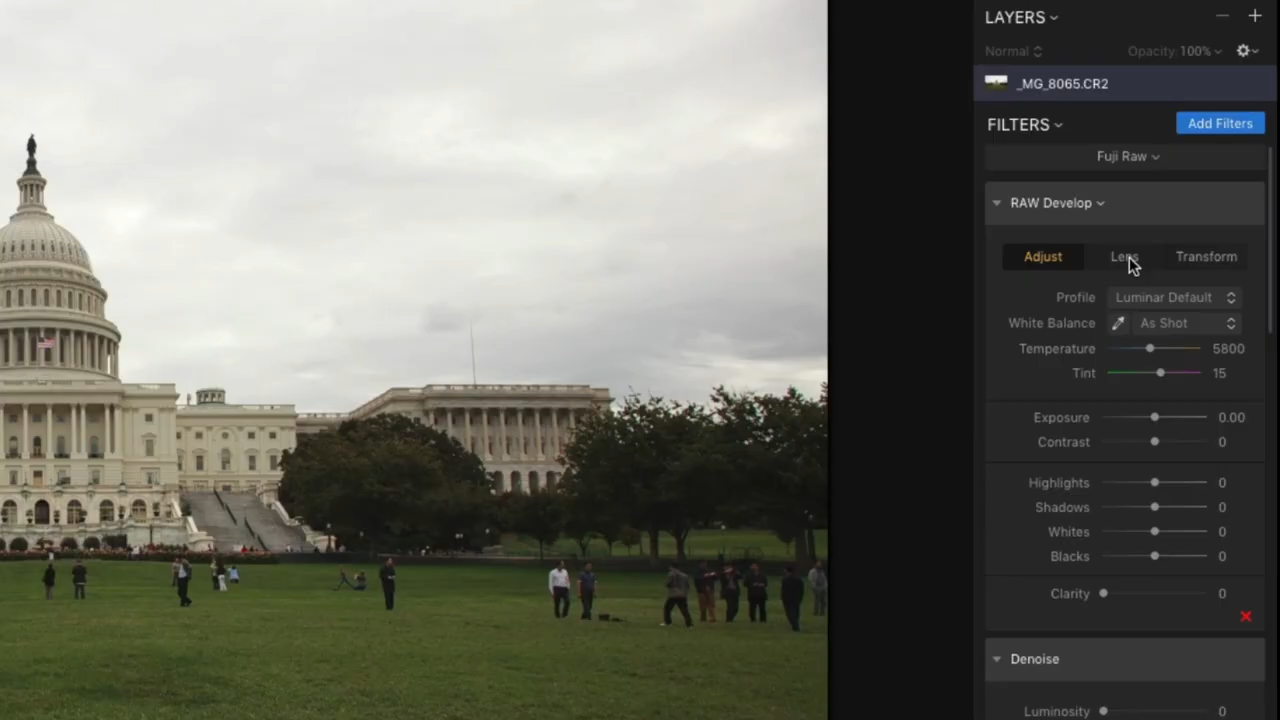 LAYERS
Normal Opacity: 100%
_MG_8065.CR2
FILTERS Add Filters
Fuji Raw
RAW Develop
Adjust Lens Transform
Profile Luminar Default
White Balance As Shot
Temperature 5800
Tint 15
Exposure 0.00
Contrast 0
Highlights 0
Shadows 0
Whites 0
Blacks 0
Clarity 0
Denoise
Luminosity 0